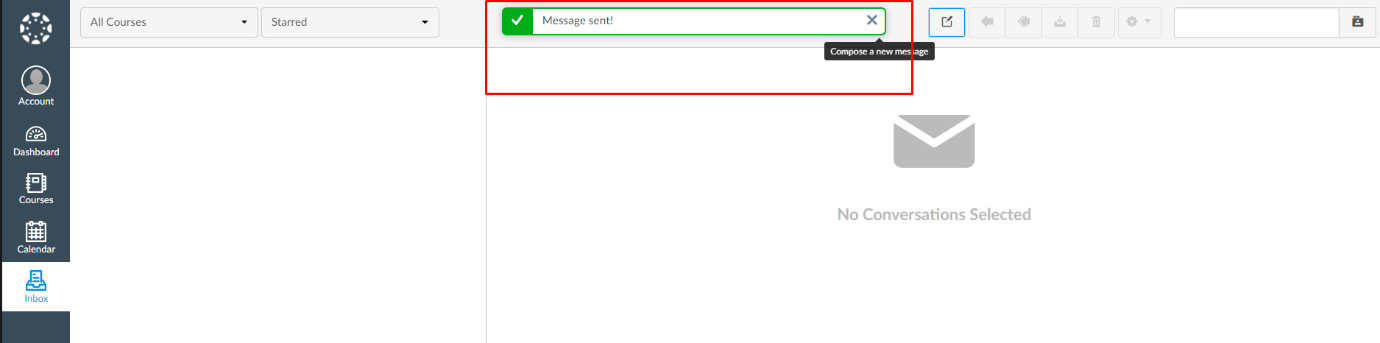 All Courses
Starred
Message sent!
Compose a new message
Account
Dashboard
Courses
Calendar
Inbox
No Conversations Selected